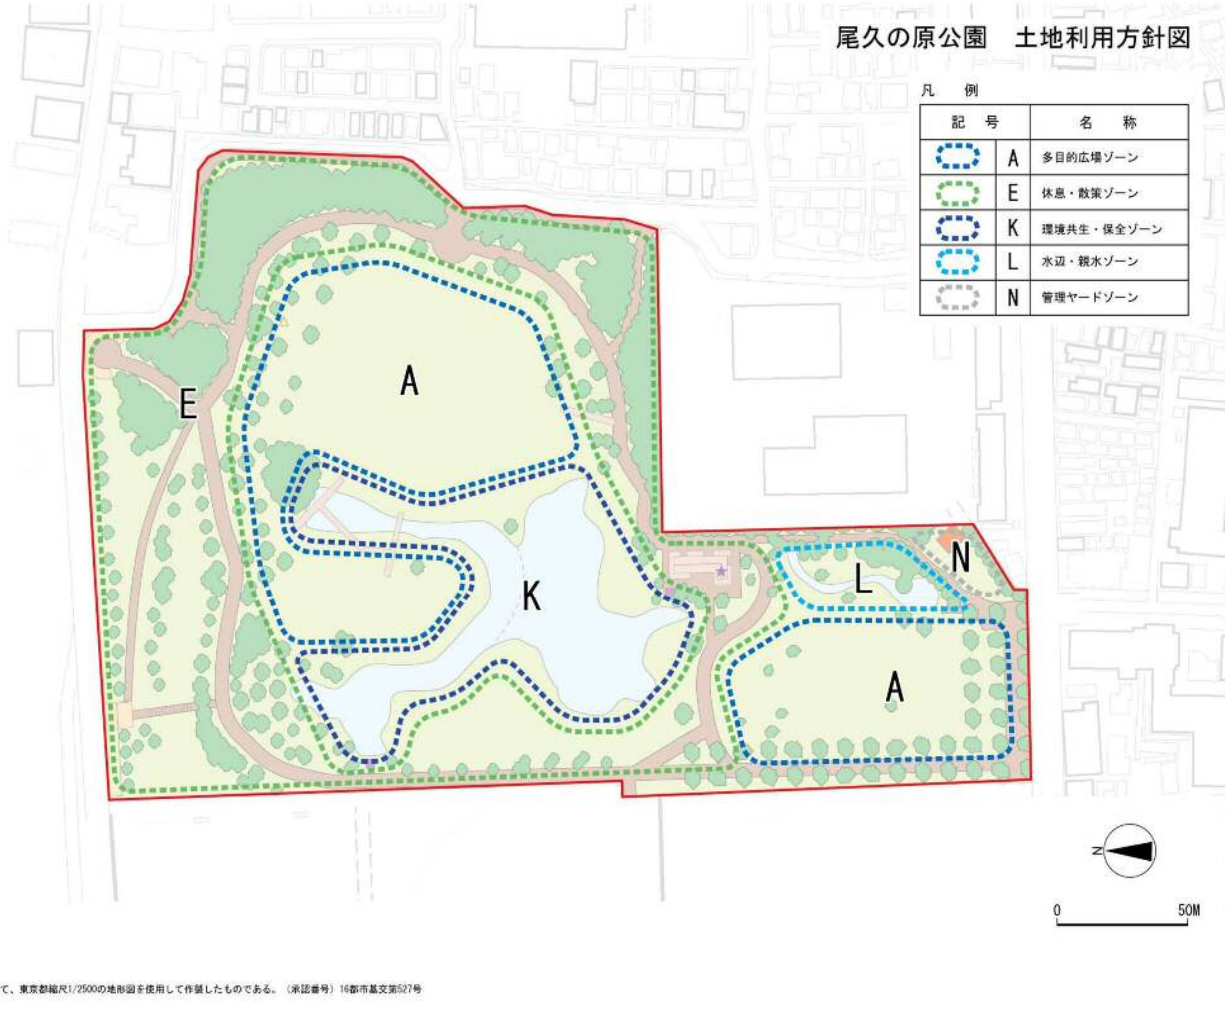 尾久の原公園　土地利用方針図
凡　例
記　号　名　称
A　多目的広場ゾーン
E　休息・散策ゾーン
K　環境共生・保全ゾーン
L　水辺・親水ゾーン
N　管理ヤードゾーン
A
E
K
L
N
A
N
0　50M
て、東京都縮尺1/2500の地形図を使用して作製したものである。（承認番号）16都市基交第527号